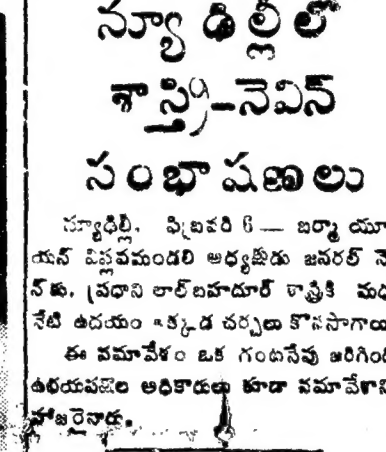 న్యూ డిల్లీ లో
శాస్త్రి-నెవిన్
సంభాషణలు
న్యూఢిల్లీ, ఫిబ్రవరి 6— బర్మా యూ
యన్ విప్లవమండలి అధ్యక్షుడు జనరల్ నె
న్‌కు, ప్రధాని లాల్‌బహదూర్ శాస్త్రికి మధ
నేటి ఉదయం ఇక్కడ చర్చలు కొనసాగాయ
ఈ సమావేశం ఒక గంటసేపు జరిగింది
ఉభయపక్షాల అధికారులు కూడా సమావేశాని
హాజరైనారు.